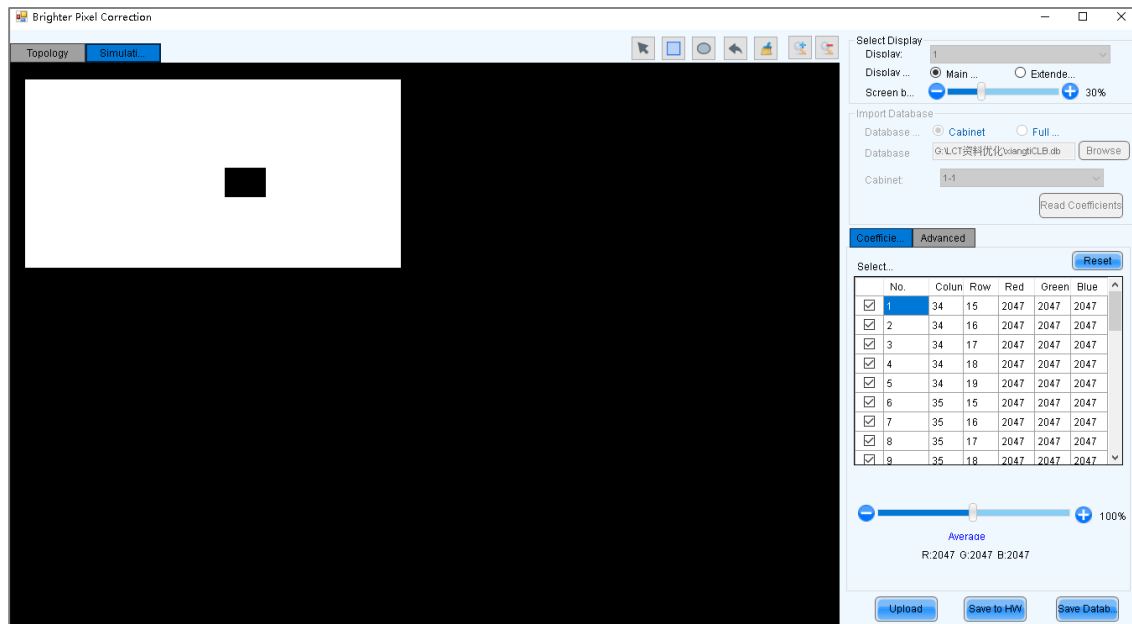 Brighter Pixel Correction
Topology Simulati...
Select Display
Display: 1
Display ... Main ... Extende...
Screen b... 30%
Import Database
Database ... Cabinet Full ...
Database G:\LCT资料优化\xiangtiCLB.db Browse
Cabinet: 1-1
Read Coefficients
Coefficie... Advanced
Select... Reset
No. Colun Row Red Green Blue
1 34 15 2047 2047 2047
2 34 16 2047 2047 2047
3 34 17 2047 2047 2047
4 34 18 2047 2047 2047
5 34 19 2047 2047 2047
6 35 15 2047 2047 2047
7 35 16 2047 2047 2047
8 35 17 2047 2047 2047
9 35 18 2047 2047 2047
100%
Average
R:2047 G:2047 B:2047
Upload Save to HW Save Datab...